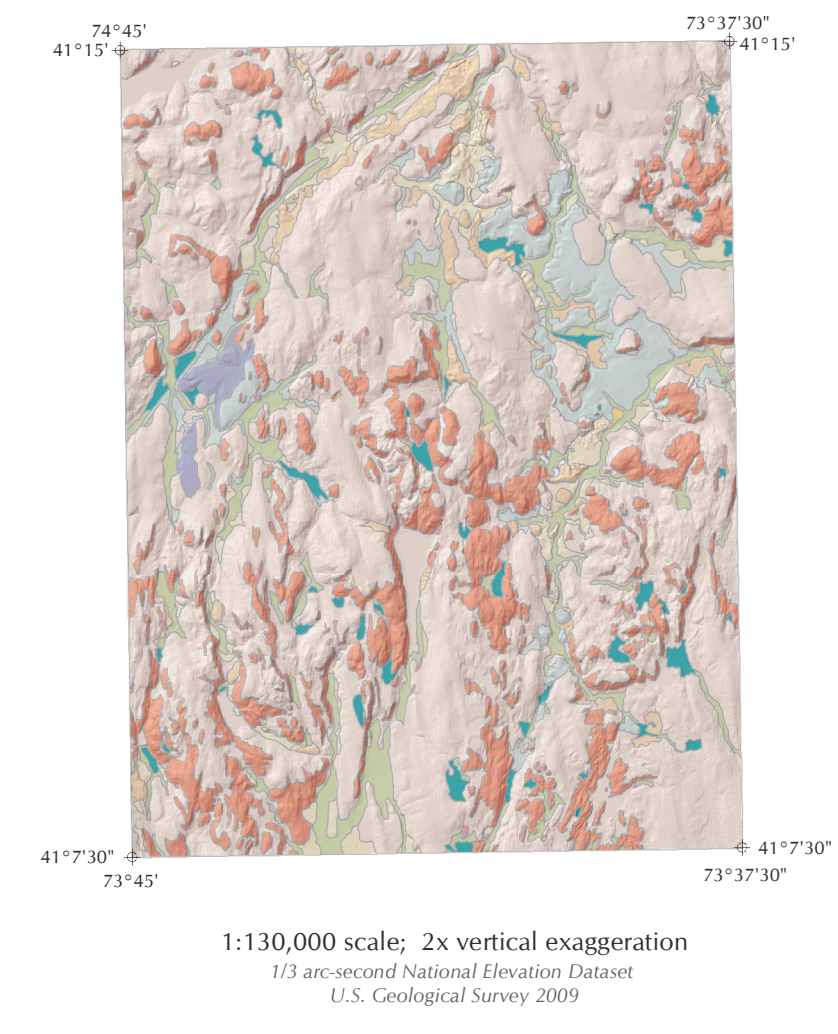 74°45'
73°37'30"
41°15'
41°15'
41°7'30"
41°7'30"
73°45'
73°37'30"
1:130,000 scale; 2x vertical exaggeration
1/3 arc-second National Elevation Dataset
U.S. Geological Survey 2009